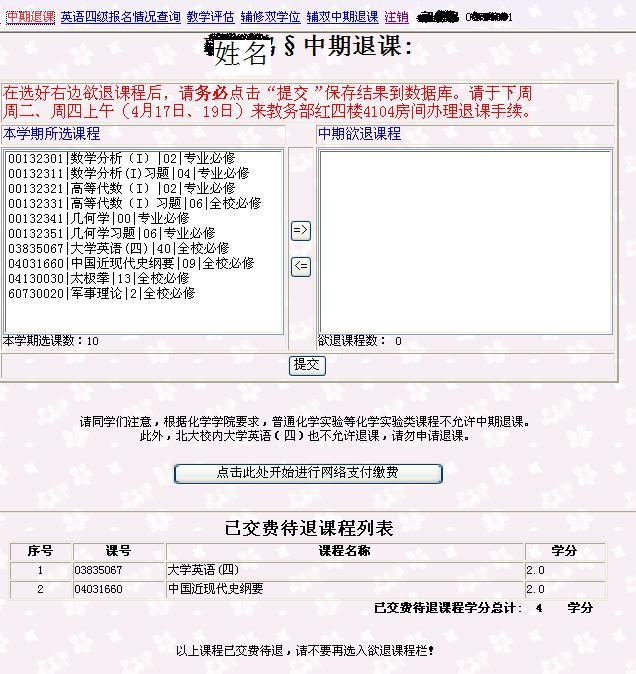 中期退课 英语四级报名情况查询 教学评估 辅修双学位 辅双中期退课 注销
姓名 § 中期退课:
在选好右边欲退课程后，请务必点击“提交”保存结果到数据库。请于下周
周二、周四上午（4月17日、19日）来教务部红四楼4104房间办理退课手续。
本学期所选课程 中期欲退课程
00132301|数学分析（I）|02|专业必修
00132311|数学分析(I)习题|04|专业必修
00132321|高等代数（I）|02|专业必修
00132331|高等代数（I）习题|06|全校必修
00132341|几何学|00|专业必修
00132351|几何学习题|06|专业必修
03835067|大学英语(四)|40|全校必修
04031660|中国近现代史纲要|09|全校必修
04130030|太极拳|13|全校必修
60730020|军事理论|2|全校必修
=>
<=
本学期选课数：10 欲退课程数： 0
提交
请同学们注意，根据化学学院要求，普通化学实验等化学实验类课程不允许中期退课。
此外，北大校内大学英语（四）也不允许退课，请勿申请退课。
点击此处开始进行网络支付缴费
已交费待退课程列表
序号 课号 课程名称 学分
1 03835067 大学英语(四) 2.0
2 04031660 中国近现代史纲要 2.0
已交费待退课程学分总计： 4 学分
以上课程已交费待退，请不要再选入欲退课程栏！